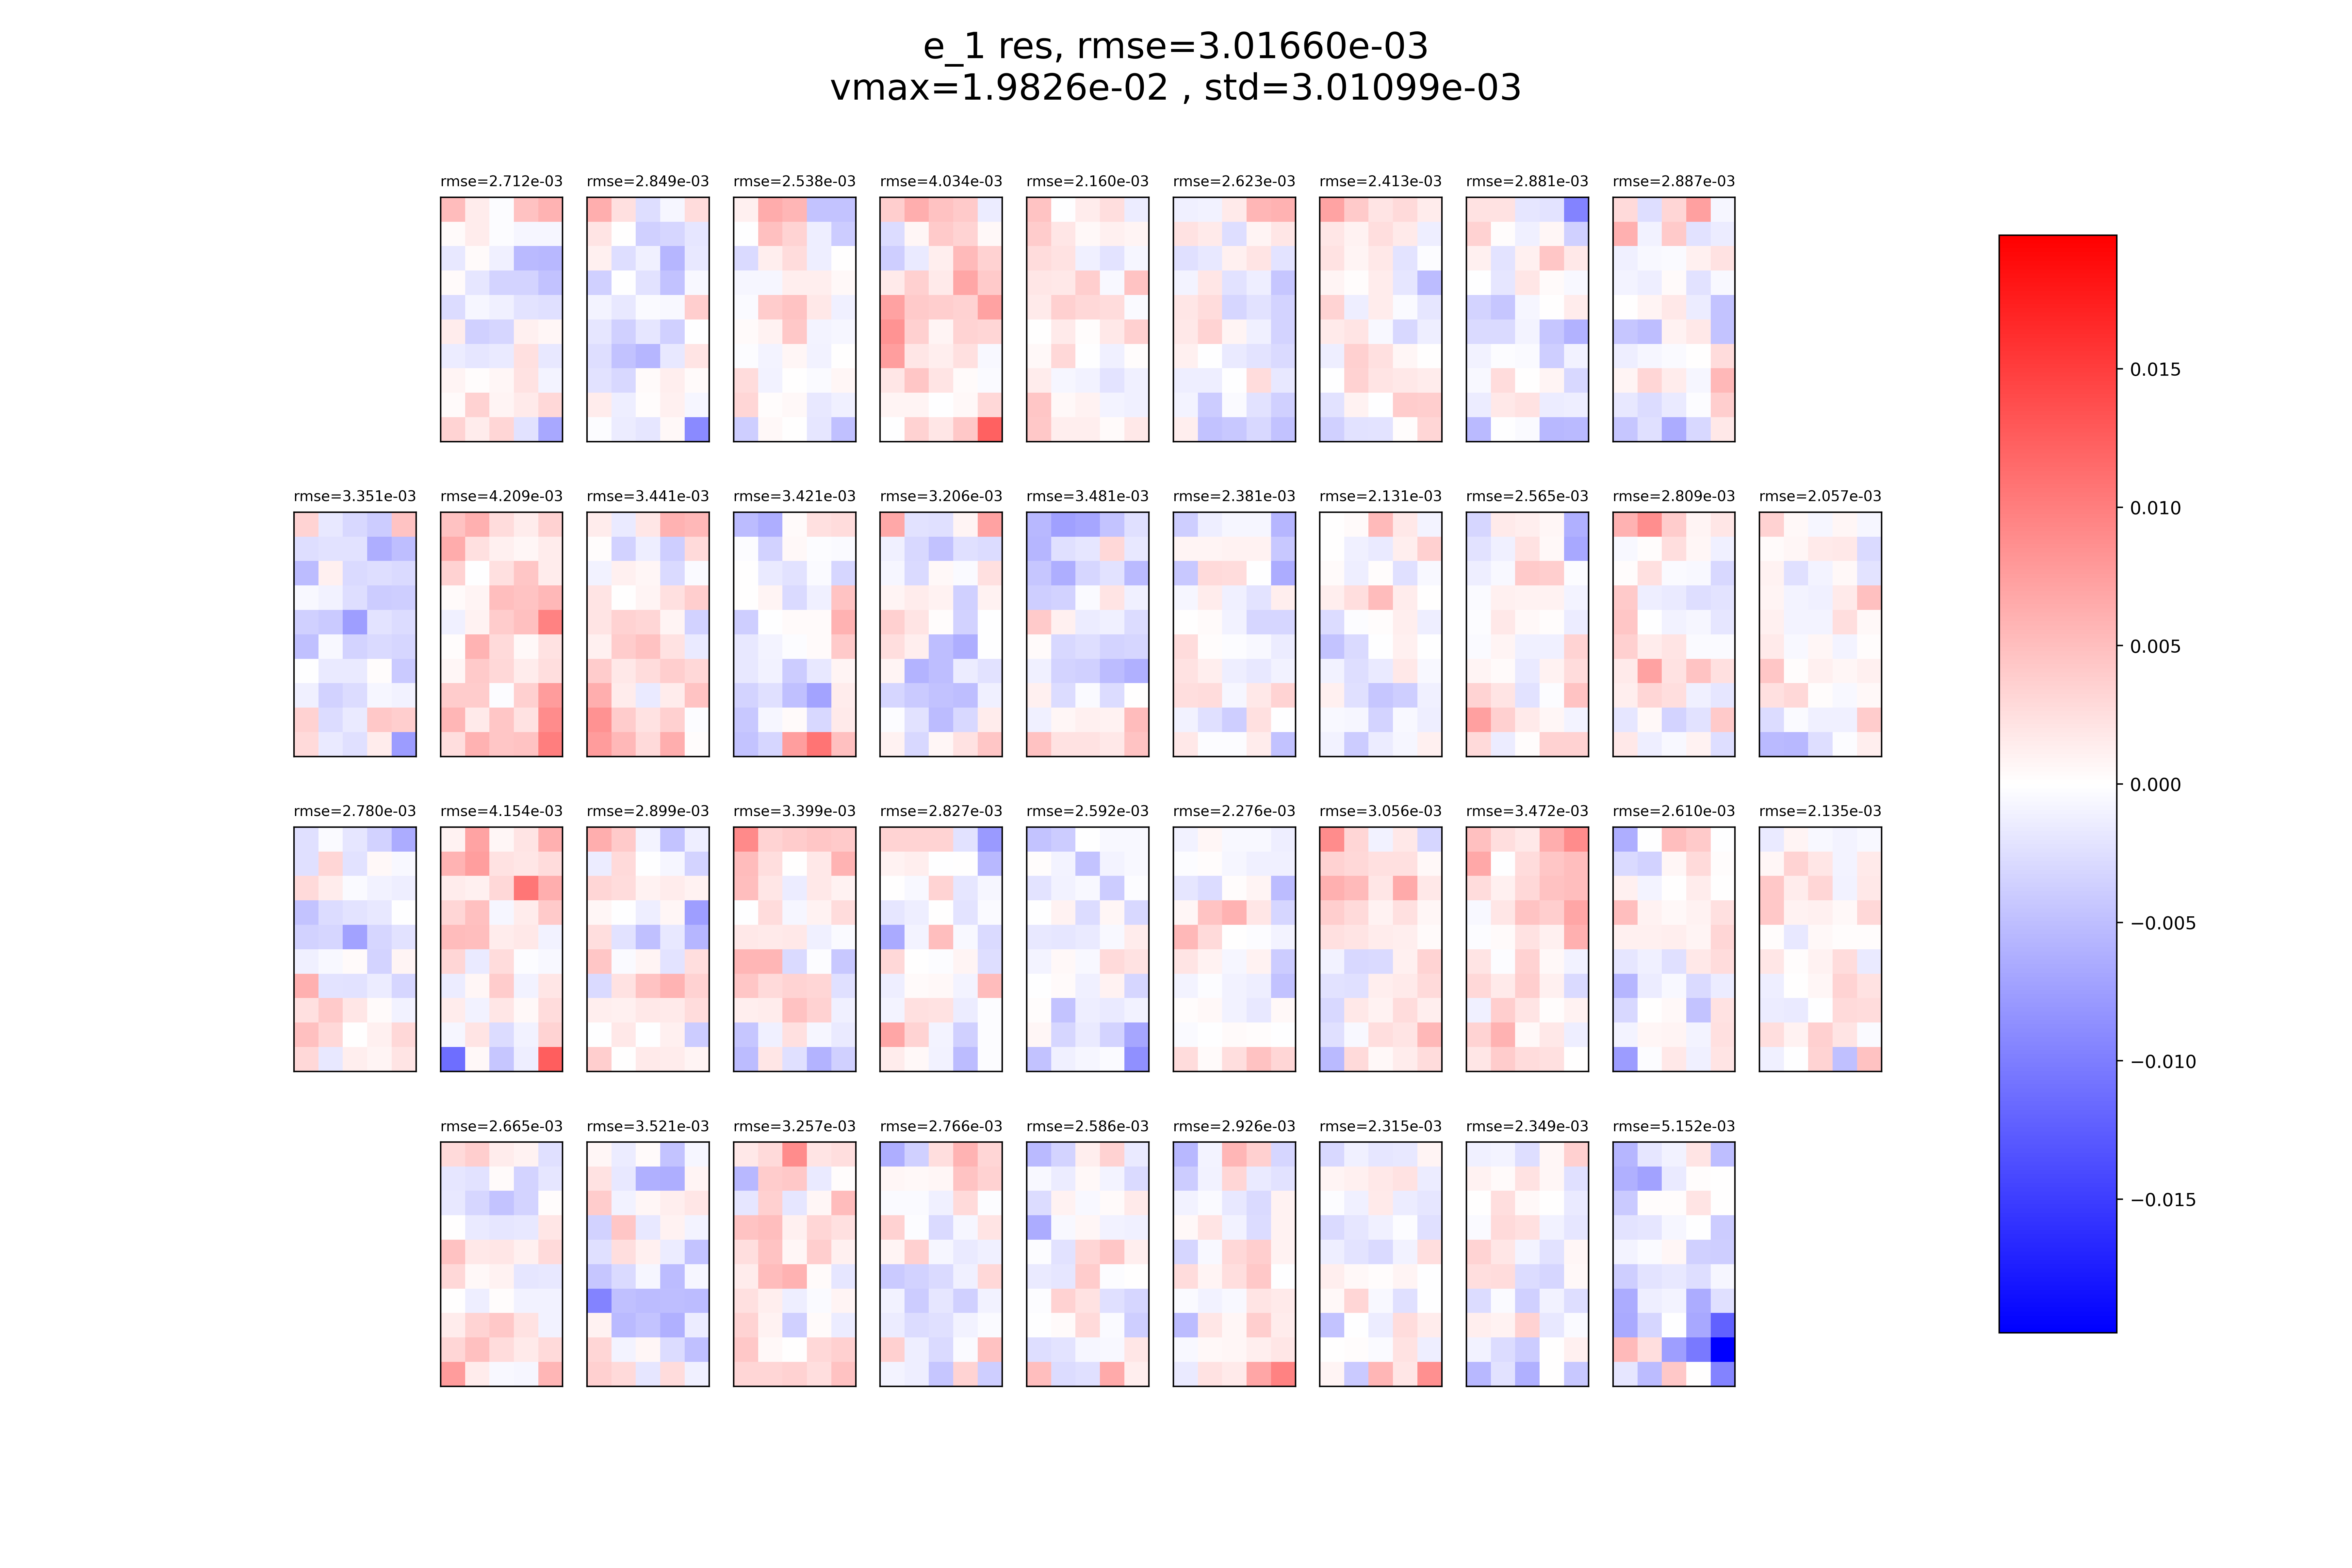 e_1 res, rmse=3.01660e-03
vmax=1.9826e-02 , std=3.01099e-03
rmse=2.712e-03 rmse=2.849e-03 rmse=2.538e-03 rmse=4.034e-03 rmse=2.160e-03 rmse=2.623e-03 rmse=2.413e-03 rmse=2.881e-03 rmse=2.887e-03
rmse=3.351e-03 rmse=4.209e-03 rmse=3.441e-03 rmse=3.421e-03 rmse=3.206e-03 rmse=3.481e-03 rmse=2.381e-03 rmse=2.131e-03 rmse=2.565e-03 rmse=2.809e-03 rmse=2.057e-03
rmse=2.780e-03 rmse=4.154e-03 rmse=2.899e-03 rmse=3.399e-03 rmse=2.827e-03 rmse=2.592e-03 rmse=2.276e-03 rmse=3.056e-03 rmse=3.472e-03 rmse=2.610e-03 rmse=2.135e-03
rmse=2.665e-03 rmse=3.521e-03 rmse=3.257e-03 rmse=2.766e-03 rmse=2.586e-03 rmse=2.926e-03 rmse=2.315e-03 rmse=2.349e-03 rmse=5.152e-03
0.015
0.010
0.005
0.000
−0.005
−0.010
−0.015